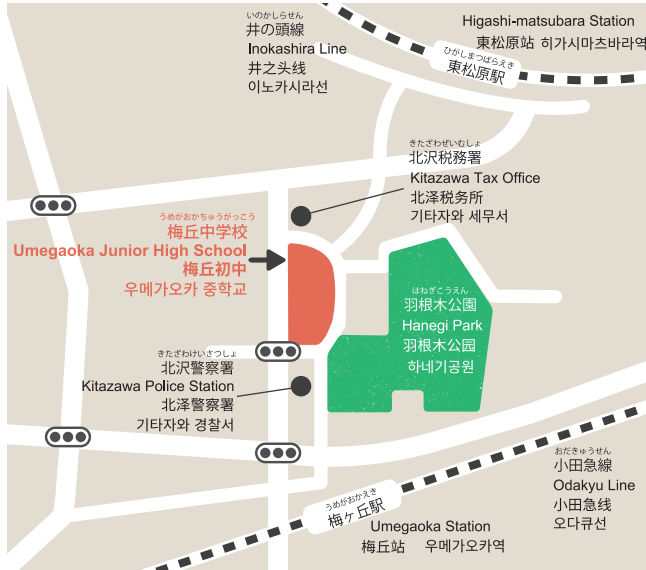 いのかしらせん
井の頭線
Inokashira Line
井之头线
이노카시라선
Higashi-matsubara Station
東松原站 히가시마츠바라역
ひがしまつばらえき
東松原駅
きたざわぜいむしょ
北沢税務署
Kitazawa Tax Office
北泽税务所
기타자와 세무서
うめがおかちゅうがっこう
梅丘中学校
Umegaoka Junior High School
梅丘初中
우메가오카 중학교
はねぎこうえん
羽根木公園
Hanegi Park
羽根木公园
하네기공원
きたざわけいさつしょ
北沢警察署
Kitazawa Police Station
北泽警察署
기타자와 경찰서
おだきゅうせん
小田急線
Odakyu Line
小田急线
오다큐선
うめがおかえき
梅ヶ丘駅
Umegaoka Station
梅丘站 우메가오카역